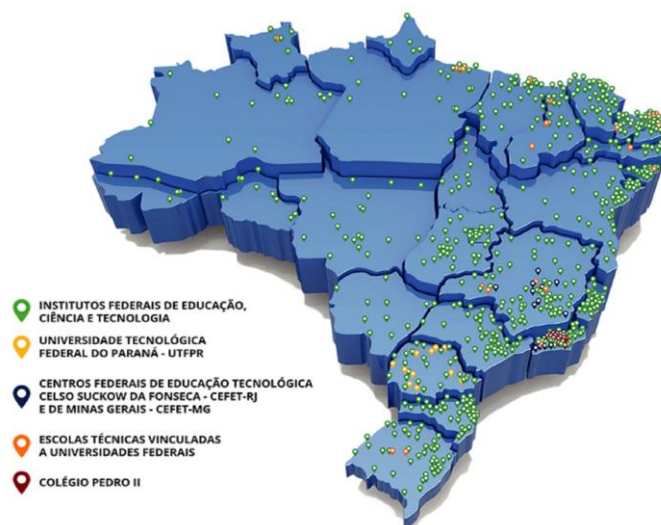 INSTITUTOS FEDERAIS DE EDUCAÇÃO,
CIÊNCIA E TECNOLOGIA
UNIVERSIDADE TECNOLÓGICA
FEDERAL DO PARANÁ - UTFPR
CENTROS FEDERAIS DE EDUCAÇÃO TECNOLÓGICA
CELSO SUCKOW DA FONSECA - CEFET-RJ
E DE MINAS GERAIS - CEFET-MG
ESCOLAS TÉCNICAS VINCULADAS
A UNIVERSIDADES FEDERAIS
COLÉGIO PEDRO II